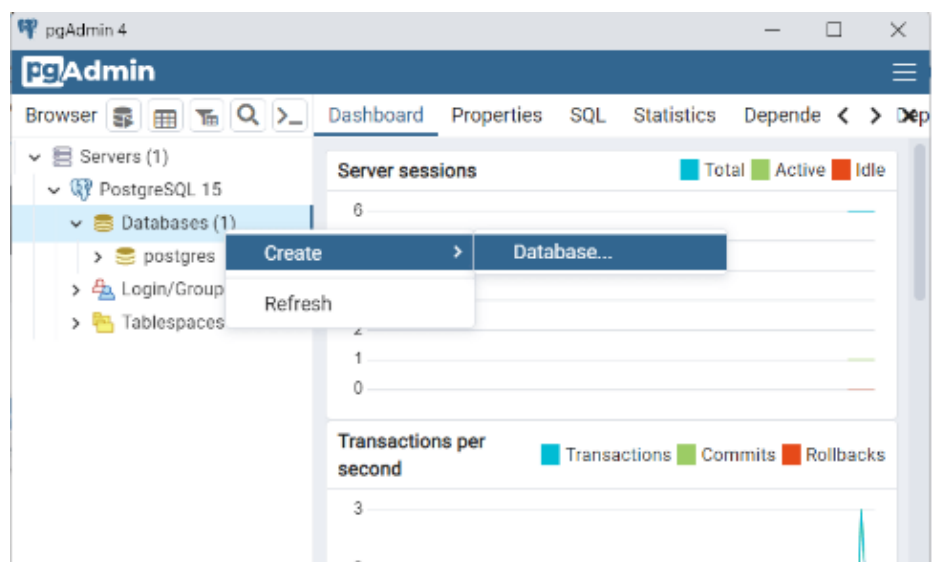 pgAdmin 4
pgAdmin
Browser
Dashboard Properties SQL Statistics Depende Dep
Servers (1)
PostgreSQL 15
Databases (1)
postgres
Login/Group
Tablespaces
Create
Database...
Refresh
Server sessions
Total Active Idle
6
2
1
0
Transactions per
second
Transactions Commits Rollbacks
3